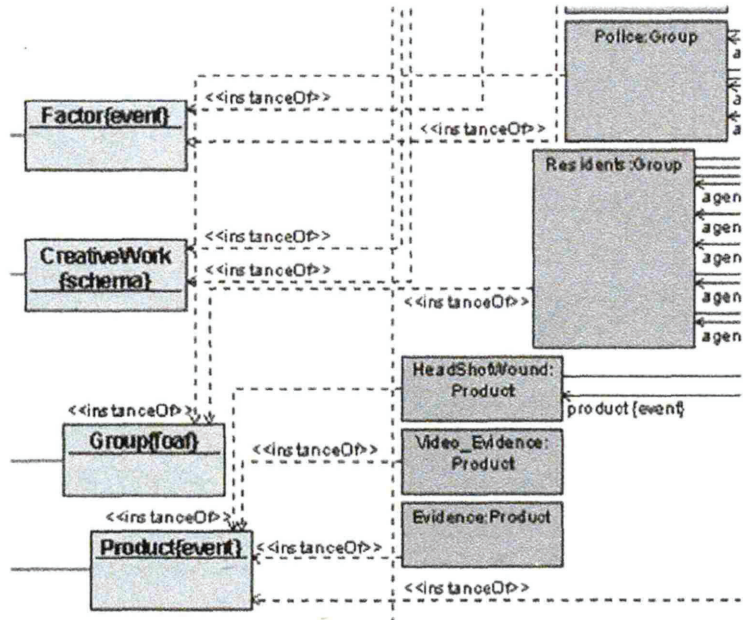 Police:Group
a
<<instanceOf>>
Factor{event}
a
<<instanceOf>>
a
Residents:Group
agen
agen
<<instanceOf>>
CreativeWork
{schema}
agen
<<instanceOf>>
agen
<<instanceOf>>
agen
HeadShotWound:
Product
<<instanceOf>>
product{event}
Group{foaf}
Video_Evidence:
Product
<<instanceOf>>
<<instanceOf>>
Evidence:Product
Product{event}
<<instanceOf>>
<<instanceOf>>